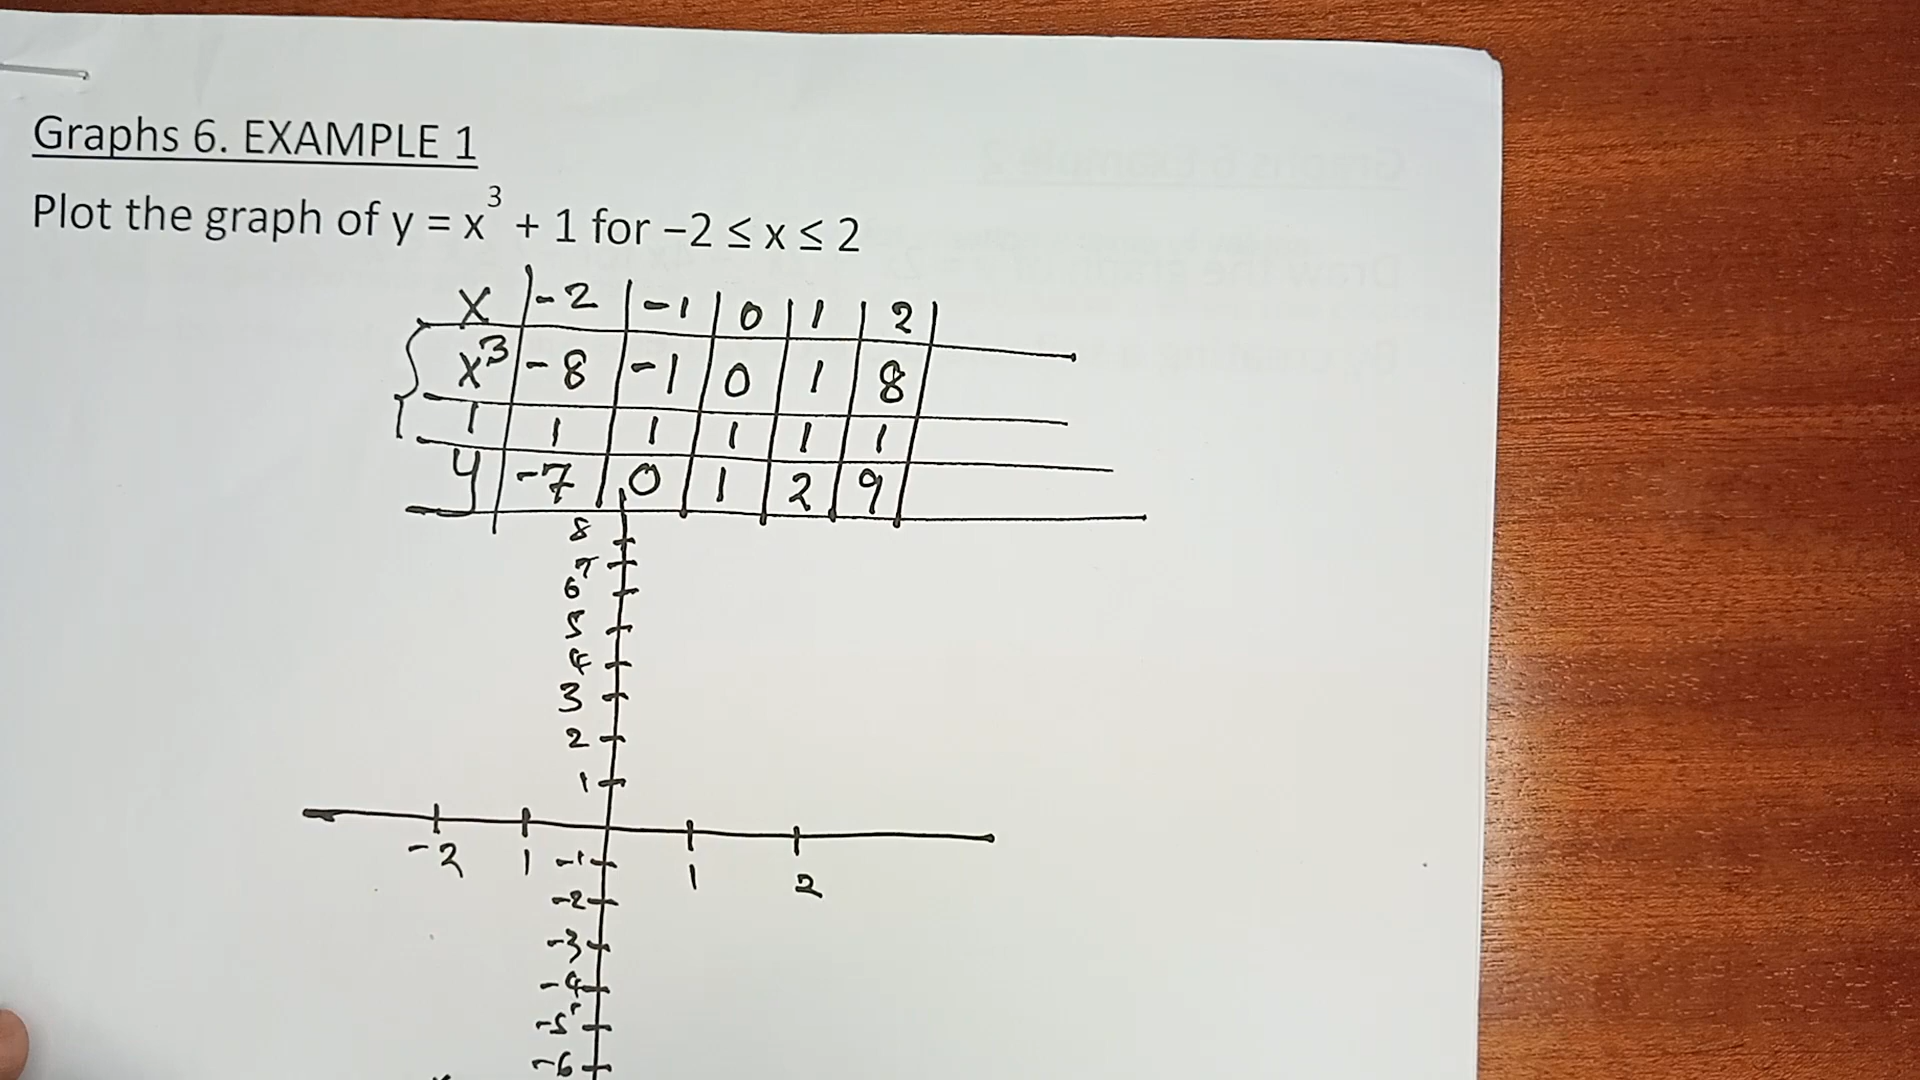 Graphs 6. EXAMPLE 1
Plot the graph of y = x³ + 1 for −2 ≤ x ≤ 2
x -2 -1 0 1 2
x³ -8 -1 0 1 8
1 1 1 1 1 1
y -7 0 1 2 9
8
7
6
5
4
3
2
1
-2 1 1 2
-1
-2
-3
-4
-5
-6